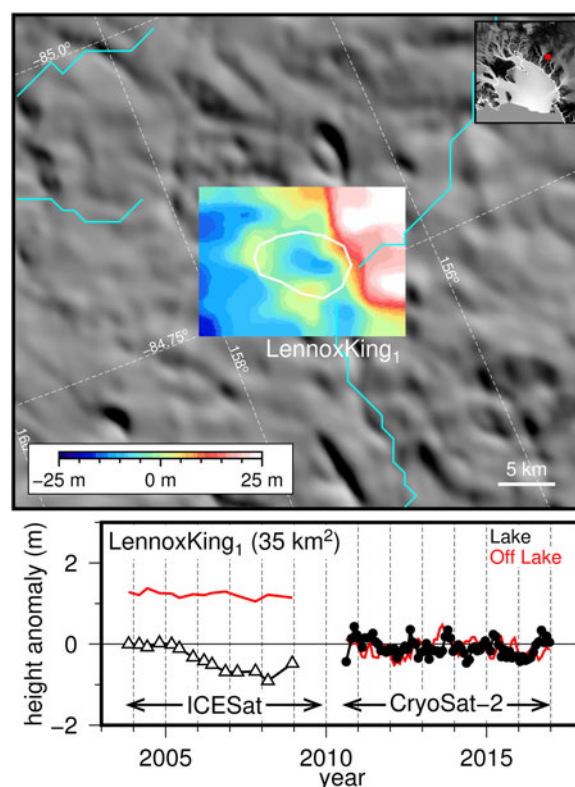 -85.0°
156°
-84.75°
158°
LennoxKing1
−25 m 0 m 25 m
5 km
LennoxKing1 (35 km2)
Lake
Off Lake
height anomaly (m)
2
0
−2
ICESat
CryoSat−2
2005 2010 2015
year